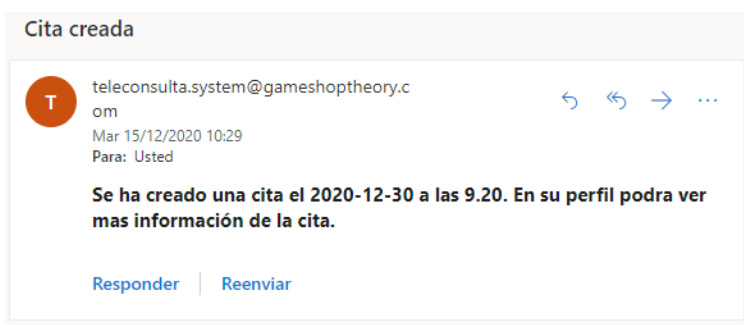 Cita creada
T
teleconsulta.system@gameshoptheory.c
om
Mar 15/12/2020 10:29
Para: Usted
Se ha creado una cita el 2020-12-30 a las 9.20. En su perfil podra ver
mas información de la cita.
Responder Reenviar